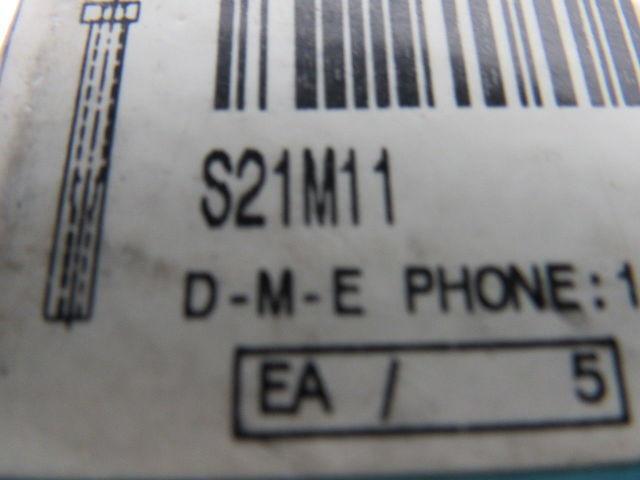 S21M11
D-M-E PHONE:1
EA / 5